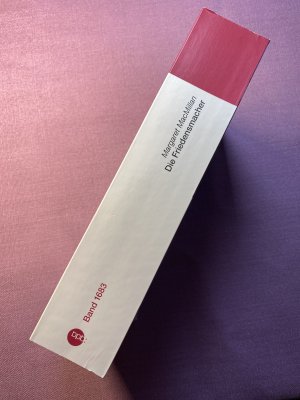 Margaret MacMillan
Die Friedensmacher
Band 1683
bpb: